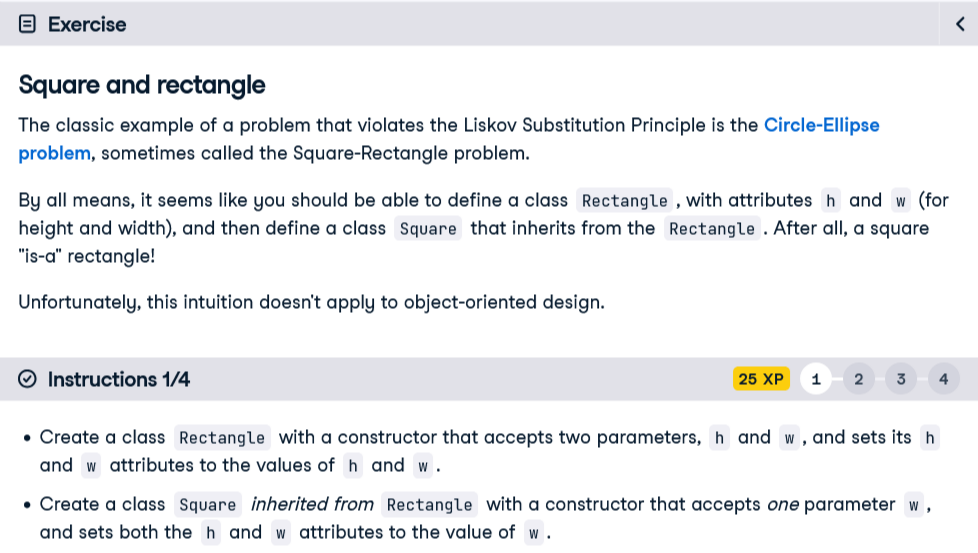 Exercise
Square and rectangle
The classic example of a problem that violates the Liskov Substitution Principle is the Circle-Ellipse
problem, sometimes called the Square-Rectangle problem.
By all means, it seems like you should be able to define a class Rectangle , with attributes h and w (for
height and width), and then define a class Square that inherits from the Rectangle . After all, a square
"is-a" rectangle!
Unfortunately, this intuition doesn't apply to object-oriented design.
Instructions 1/4 25 XP 1 2 3 4
• Create a class Rectangle with a constructor that accepts two parameters, h and w , and sets its h
and w attributes to the values of h and w .
• Create a class Square inherited from Rectangle with a constructor that accepts one parameter w ,
and sets both the h and w attributes to the value of w .